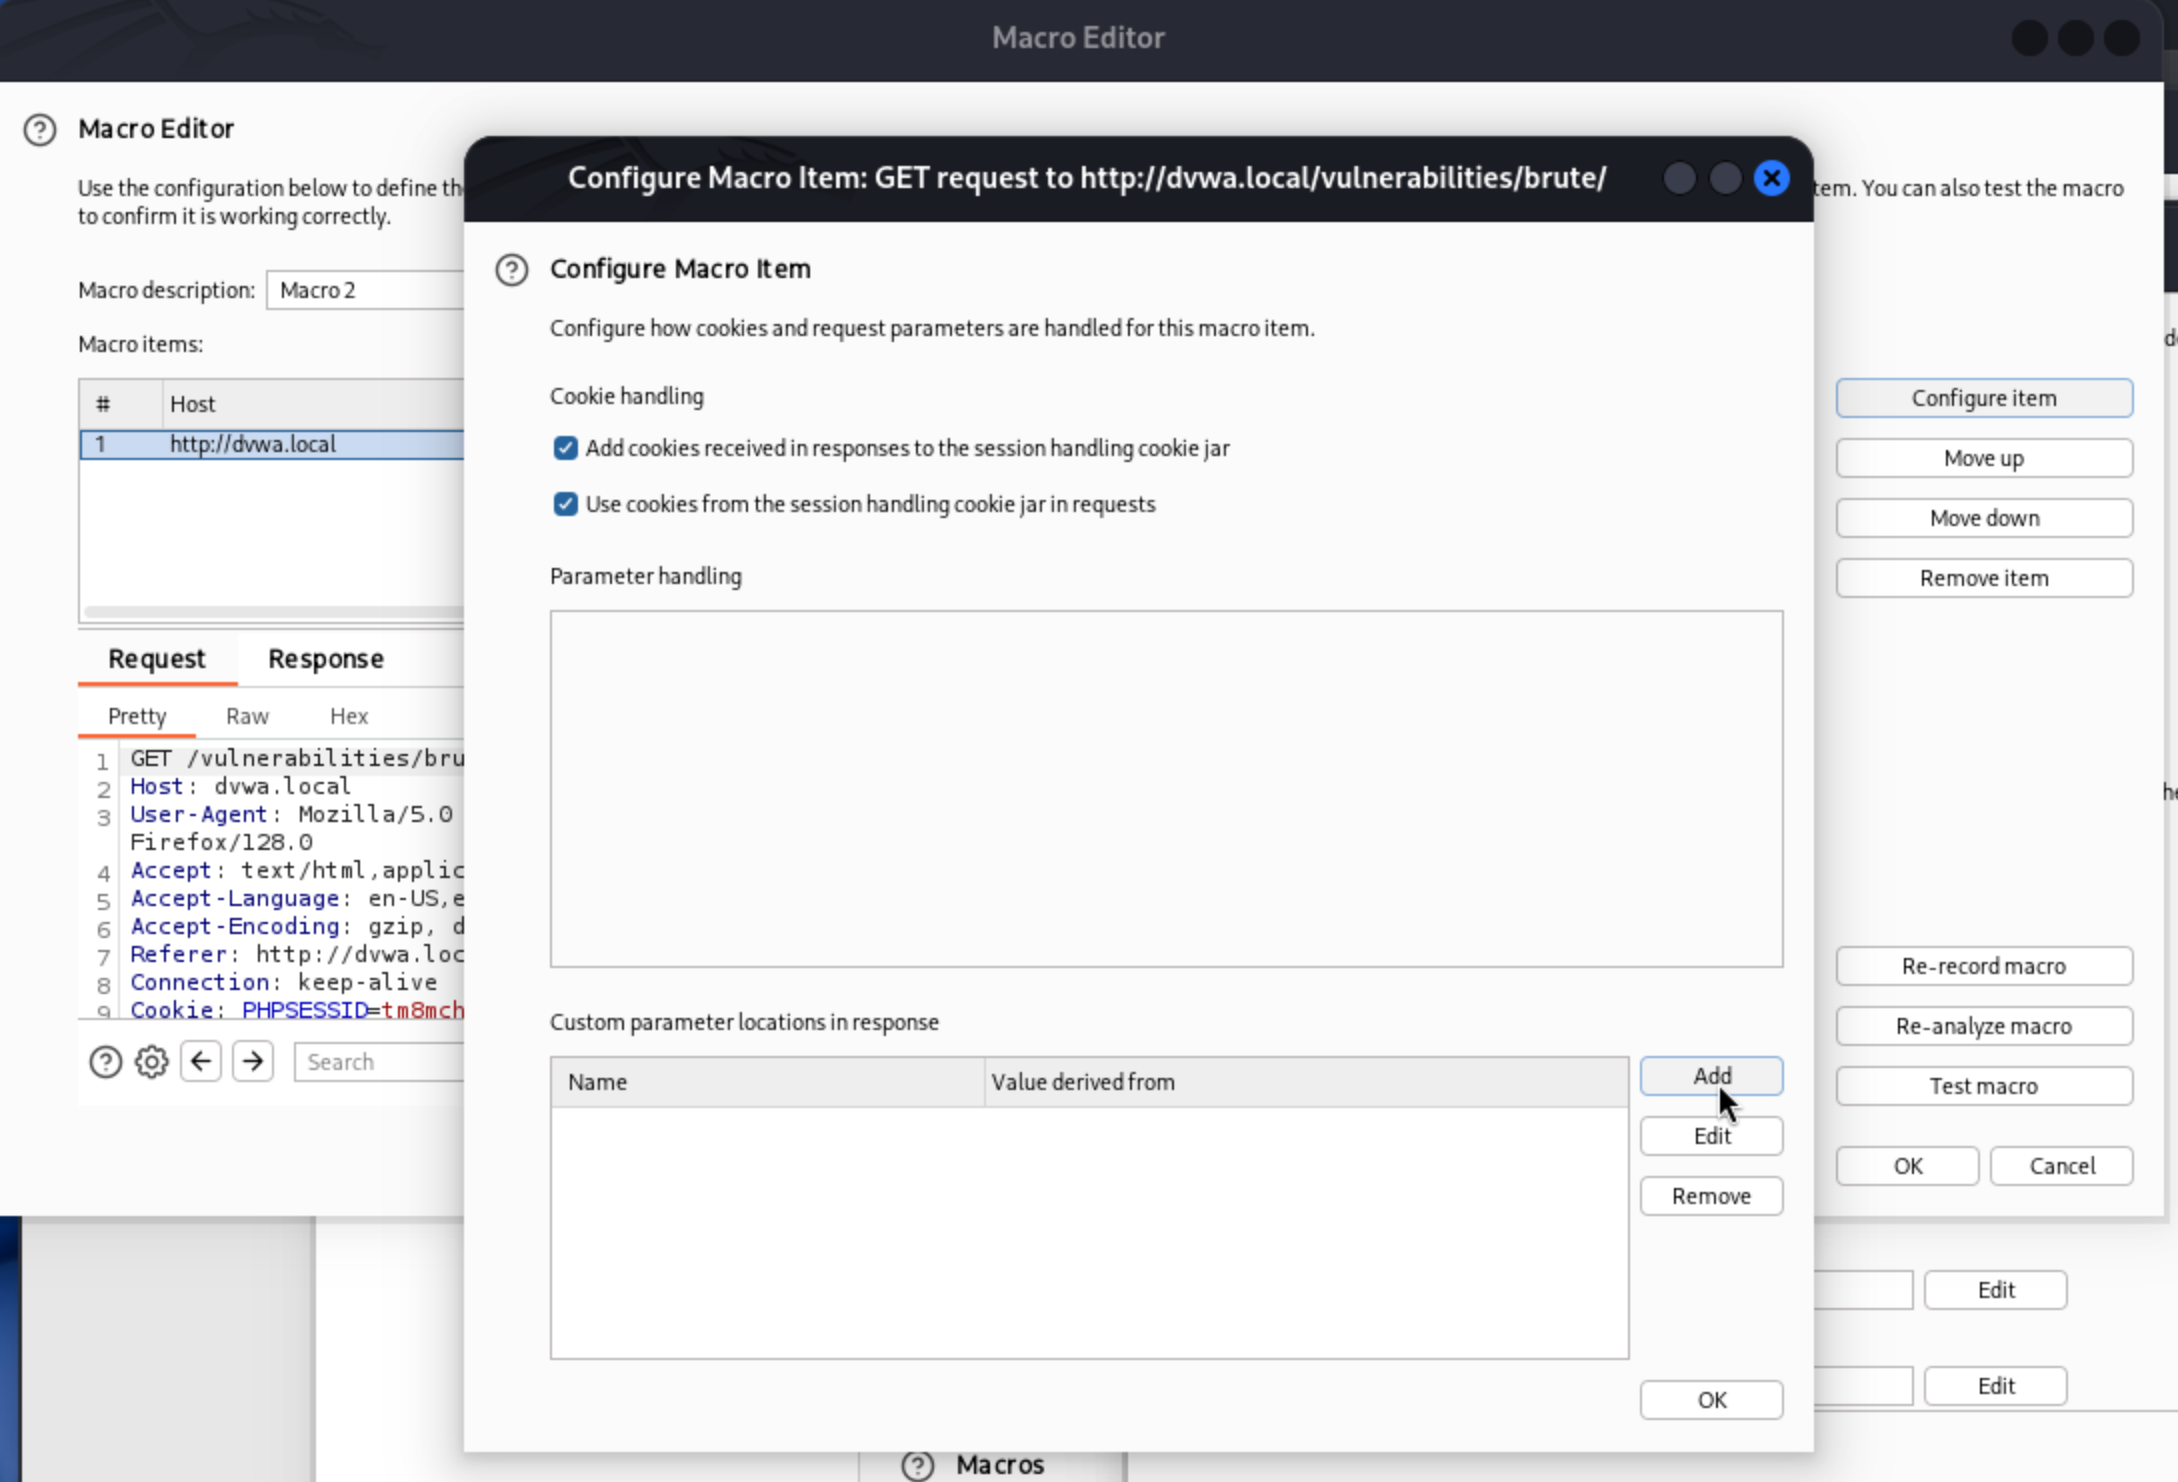 Macro Editor
Macro Editor
Use the configuration below to define th
tem. You can also test the macro
to confirm it is working correctly.
Macro description: Macro 2
Macro items:
# Host
1 http://dvwa.local
Request Response
Pretty Raw Hex
1 GET /vulnerabilities/bru
2 Host: dvwa.local
3 User-Agent: Mozilla/5.0
Firefox/128.0
4 Accept: text/html,applic
5 Accept-Language: en-US,e
6 Accept-Encoding: gzip, d
7 Referer: http://dvwa.loc
8 Connection: keep-alive
9 Cookie: PHPSESSID=tm8mch
Search
Configure Macro Item: GET request to http://dvwa.local/vulnerabilities/brute/
Configure Macro Item
Configure how cookies and request parameters are handled for this macro item.
Cookie handling
Add cookies received in responses to the session handling cookie jar
Use cookies from the session handling cookie jar in requests
Parameter handling
Custom parameter locations in response
Name Value derived from
Add
Edit
Remove
OK
Configure item
Move up
Move down
Remove item
Re-record macro
Re-analyze macro
Test macro
OK Cancel
Edit
Edit
Macros